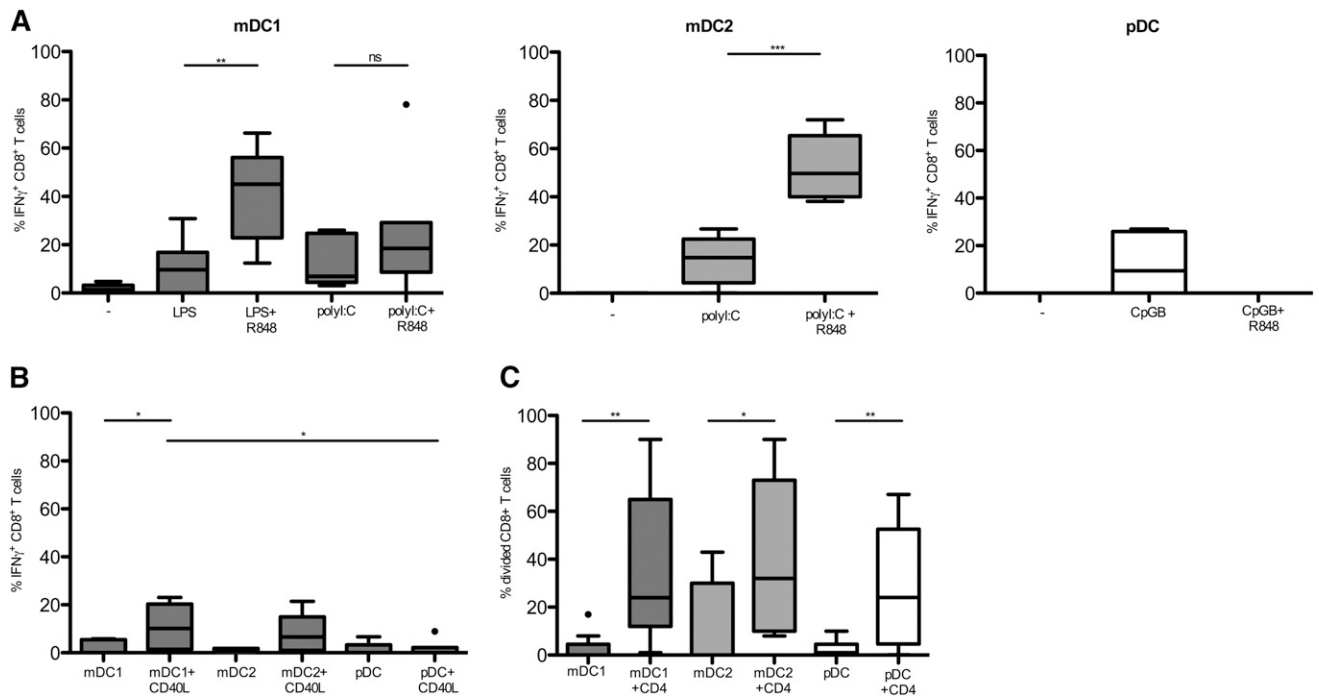 A
mDC1
% IFNγ+ CD8+ T cells
100
80
60
40
20
0
**
ns
- LPS LPS+ polyI:C polyI:C+
R848 R848
mDC2
% IFNγ+ CD8+ T cells
100
80
60
40
20
0
***
- polyI:C polyI:C +
R848
pDC
% IFNγ+ CD8+ T cells
100
80
60
40
20
0
- CpGB CpGB+
R848
B
% IFNγ+ CD8+ T cells
100
80
60
40
20
0
*
*
mDC1 mDC1+ mDC2 mDC2+ pDC pDC+
CD40L CD40L CD40L
C
% divided CD8+ T cells
100
80
60
40
20
0
** * **
mDC1 mDC1 mDC2 mDC2 pDC pDC
+CD4 +CD4 +CD4